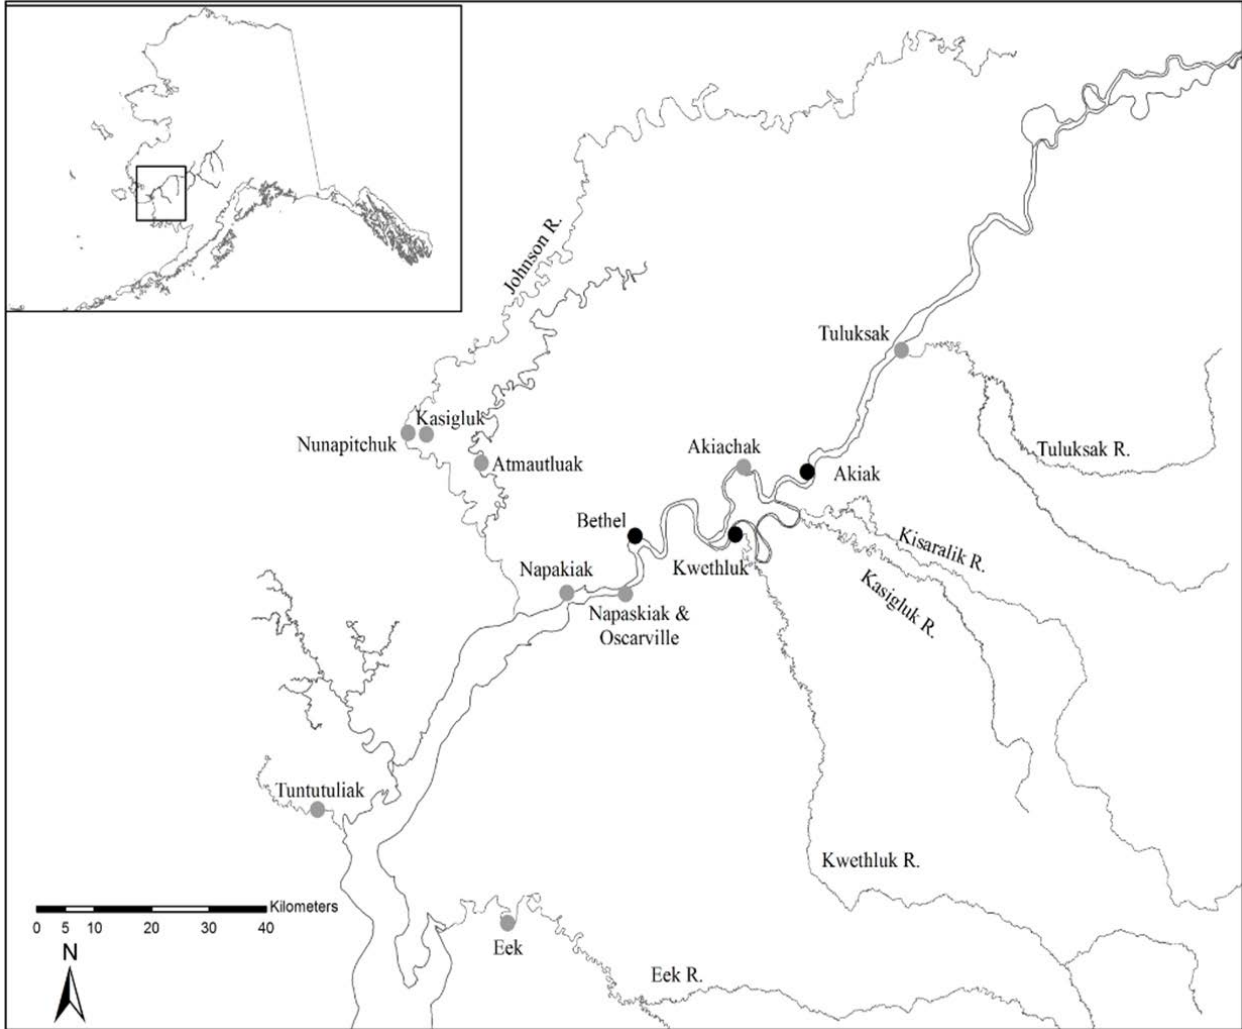 Johnson R.
Tuluksak
Kasigluk
Nunapitchuk
Atmautluak
Akiachak
Akiak
Tuluksak R.
Bethel
Kwethluk
Kisaralik R.
Kasigluk R.
Napakiak
Napaskiak &
Oscarville
Tuntutuliak
Kwethluk R.
Kilometers
0 5 10 20 30 40
N
Eek
Eek R.